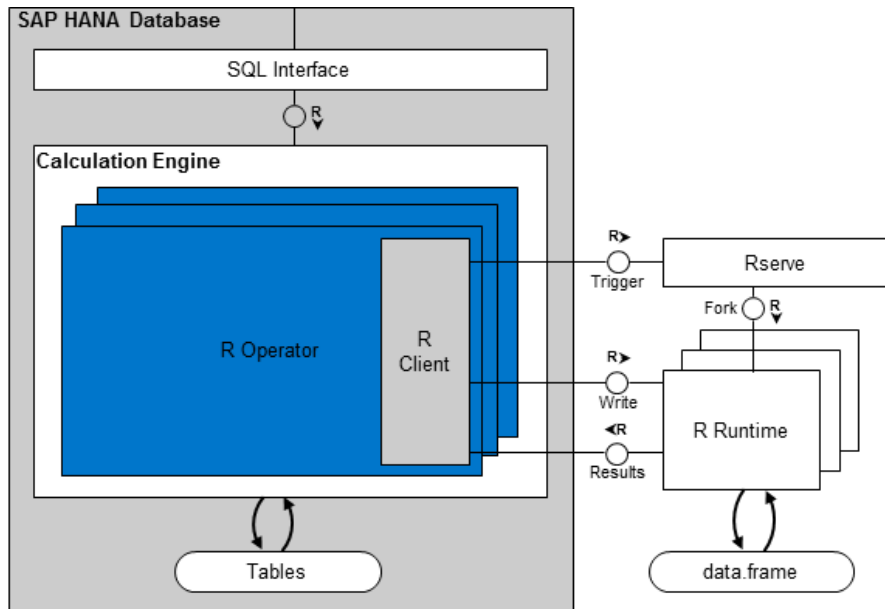 SAP HANA Database
SQL Interface
R
Calculation Engine
R Operator
R
Client
R
Trigger
Rserve
Fork
R
R
Write
R
Results
R Runtime
Tables
data.frame